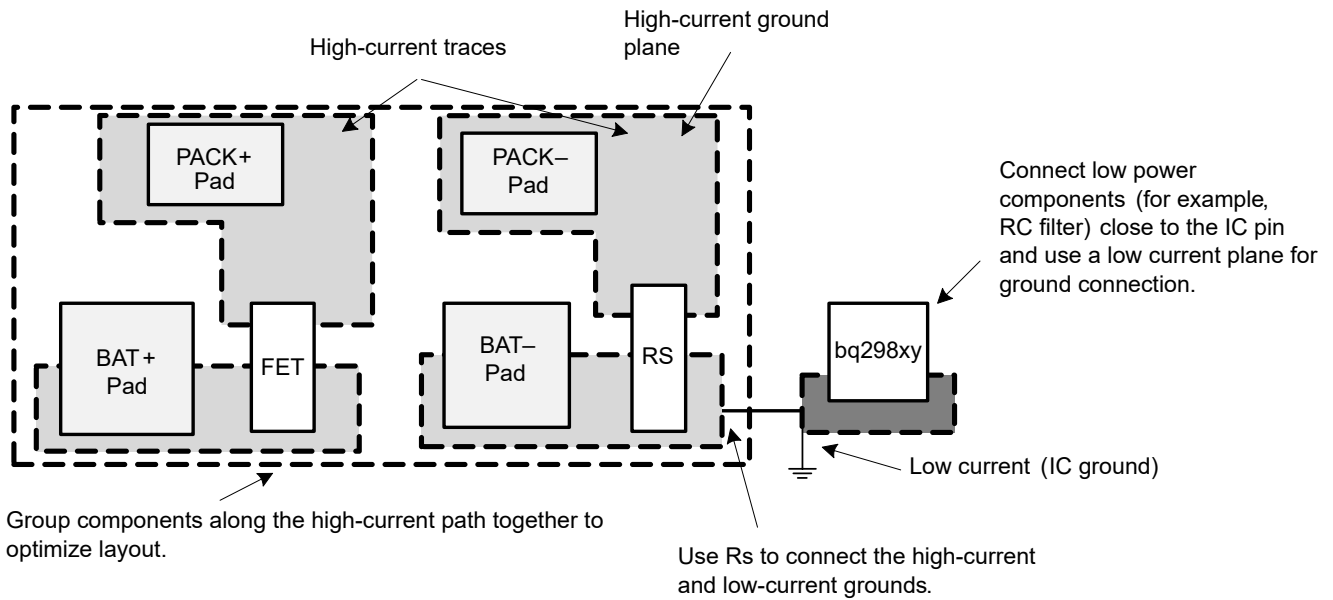 High-current ground
plane
High-current traces
PACK+
Pad
PACK–
Pad
Connect low power
components (for example,
RC filter) close to the IC pin
and use a low current plane for
ground connection.
BAT+
Pad
FET
BAT–
Pad
RS
bq298xy
Low current (IC ground)
Group components along the high-current path together to
optimize layout.
Use Rs to connect the high-current
and low-current grounds.